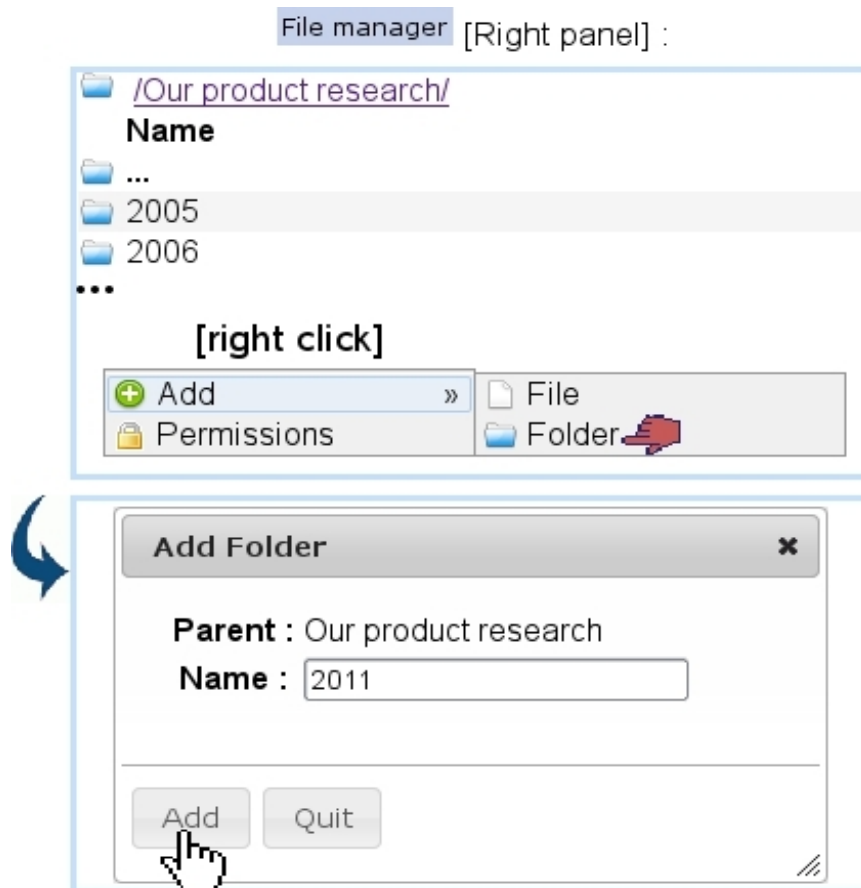 File manager [Right panel] :
/Our product research/
Name
...
2005
2006
...
[right click]
Add » File
Permissions Folder
Add Folder ×
Parent : Our product research
Name : 2011
Add Quit